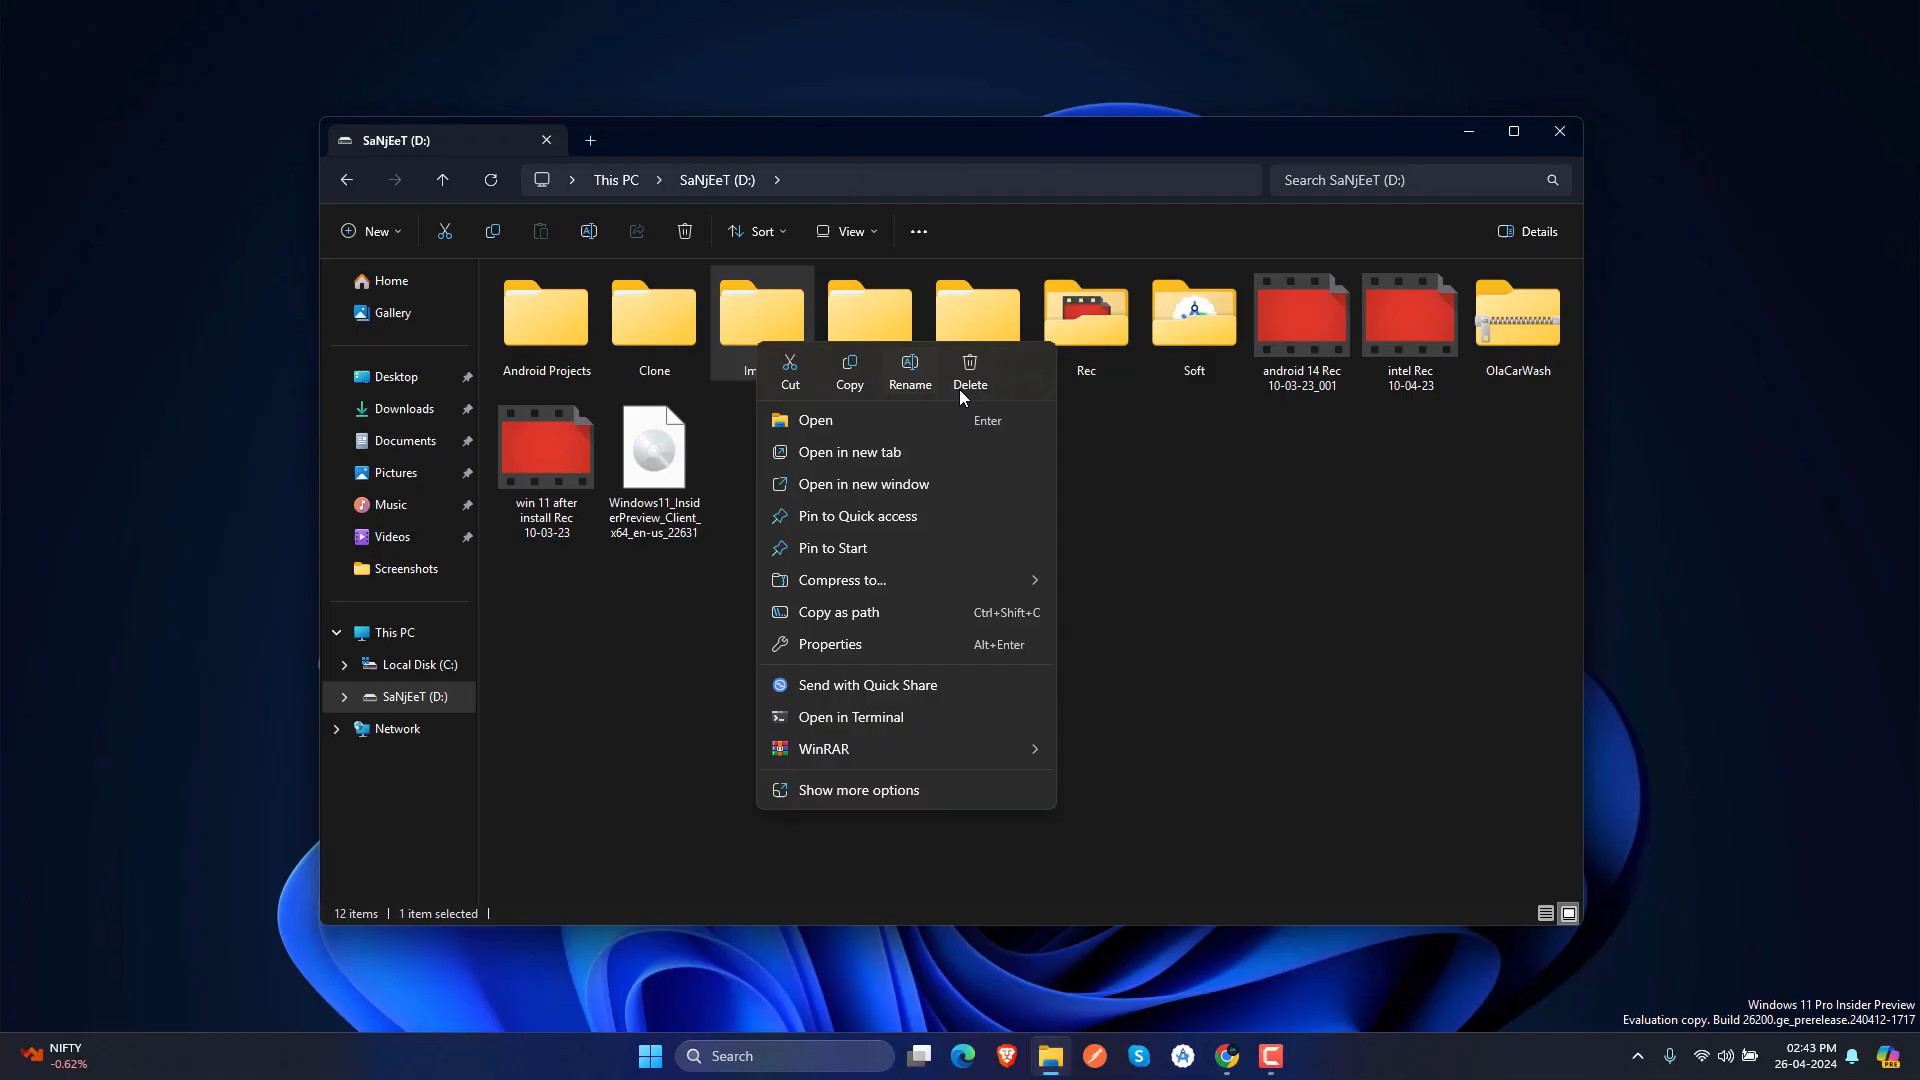 SaNjEeT (D:)
This PC
SaNjEeT (D:)
Search SaNjEeT (D:)
New
Sort
View
Details
Home
Gallery
Desktop
Downloads
Documents
Pictures
Music
Videos
Screenshots
This PC
Local Disk (C:)
SaNjEeT (D:)
Network
Android Projects
Clone
Im
Rec
Soft
android 14 Rec
10-03-23_001
intel Rec
10-04-23
OlaCarWash
win 11 after
install Rec
10-03-23
Windows11_Insid
erPreview_Client_
x64_en-us_22631
Cut
Copy
Rename
Delete
Open Enter
Open in new tab
Open in new window
Pin to Quick access
Pin to Start
Compress to...
Copy as path Ctrl+Shift+C
Properties Alt+Enter
Send with Quick Share
Open in Terminal
WinRAR
Show more options
12 items
1 item selected
Windows 11 Pro Insider Preview
Evaluation copy. Build 26200.ge_prerelease.240412-1717
NIFTY
-0.62%
Search
02:43 PM
26-04-2024
PRE